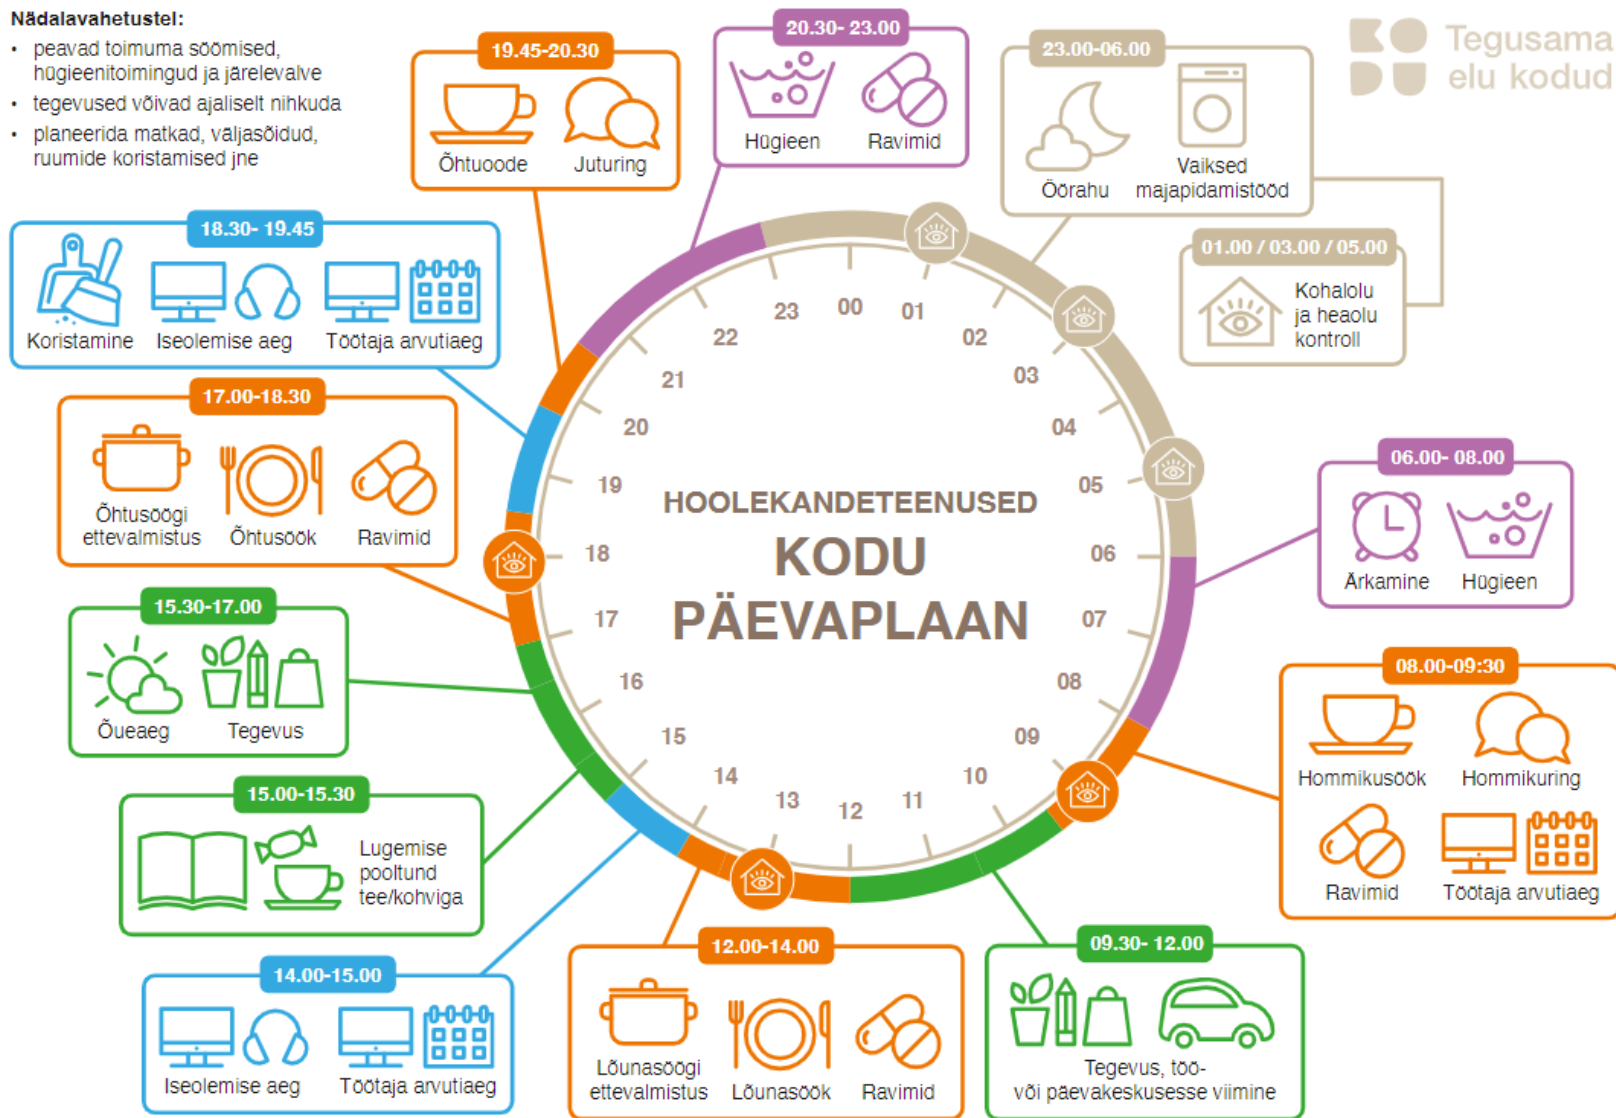 Nädalavahetustel:
• peavad toimuma söömised,
hügieenitoimingud ja järelevalve
• tegevused võivad ajaliselt nihkuda
• planeerida matkad, väljasõidud,
ruumide koristamised jne
19.45-20.30
Õhtuoode
Juturing
20.30- 23.00
Hügieen
Ravimid
23.00-06.00
Öörahu
Vaiksed
majapidamistööd
KO
DU
Tegusama
elu kodud
01.00 / 03.00 / 05.00
Kohalolu
ja heaolu
kontroll
18.30- 19.45
Koristamine
Iseolemise aeg
Töötaja arvutiaeg
17.00-18.30
Õhtusöögi
ettevalmistus
Õhtusöök
Ravimid
15.30-17.00
Õueaeg
Tegevus
15.00-15.30
Lugemise
pooltund
tee/kohviga
14.00-15.00
Iseolemise aeg
Töötaja arvutiaeg
12.00-14.00
Lõunasöögi
ettevalmistus
Lõunasöök
Ravimid
09.30- 12.00
Tegevus, töö-
või päevakeskusesse viimine
08.00-09:30
Hommikusöök
Hommikuring
Ravimid
Töötaja arvutiaeg
06.00- 08.00
Ärkamine
Hügieen
HOOLEKANDETEENUSED
KODU
PÄEVAPLAAN
00
01
02
03
04
05
06
07
08
09
10
11
12
13
14
15
16
17
18
19
20
21
22
23